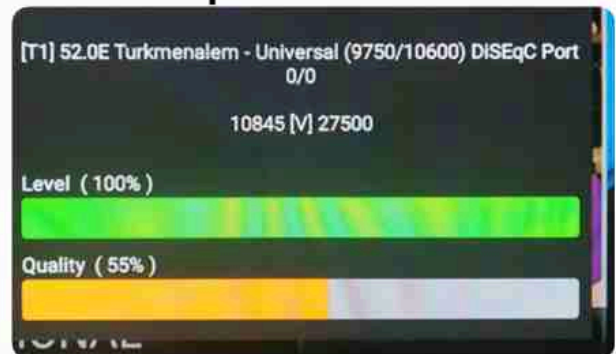 [T1] 52.0E Turkmenalem - Universal (9750/10600) DiSEqC Port
0/0
10845 [V] 27500
Level ( 100% )
Quality ( 55% )